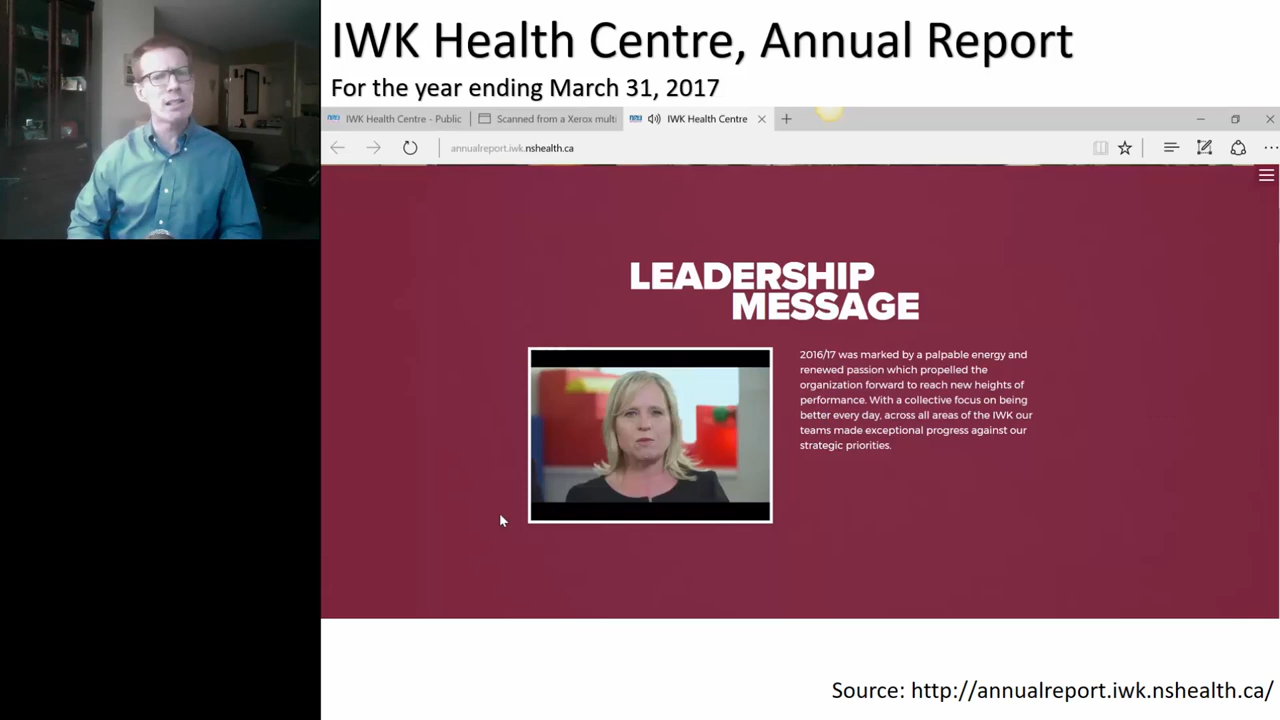 IWK Health Centre, Annual Report
For the year ending March 31, 2017
IWK Health Centre - Public
Scanned from a Xerox multi
IWK Health Centre
annualreport.iwk.nshealth.ca
LEADERSHIP
MESSAGE
2016/17 was marked by a palpable energy and
renewed passion which propelled the
organization forward to reach new heights of
performance. With a collective focus on being
better every day, across all areas of the IWK our
teams made exceptional progress against our
strategic priorities.
Source: http://annualreport.iwk.nshealth.ca/